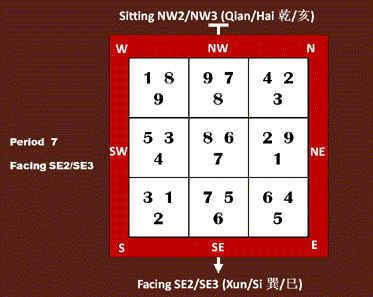 Sitting NW2/NW3 (Qian/Hai 乾/亥)
W NW N
1 8 9 7 4 2
9 8 3
Period 7
Facing SE2/SE3
SW 5 3 8 6 2 9 NE
4 7 1
3 1 7 5 6 4
2 6 5
S SE E
Facing SE2/SE3 (Xun/Si 巽/巳)